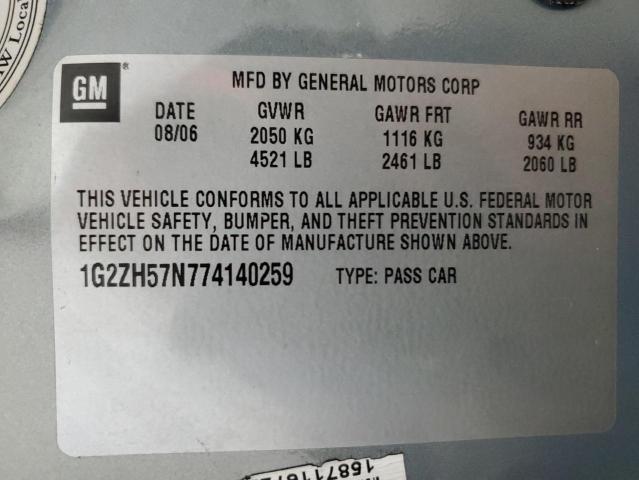 W Loca
GM®
MFD BY GENERAL MOTORS CORP
DATE GVWR GAWR FRT GAWR RR
08/06 2050 KG 1116 KG 934 KG
4521 LB 2461 LB 2060 LB
THIS VEHICLE CONFORMS TO ALL APPLICABLE U.S. FEDERAL MOTOR
VEHICLE SAFETY, BUMPER, AND THEFT PREVENTION STANDARDS IN
EFFECT ON THE DATE OF MANUFACTURE SHOWN ABOVE.
1G2ZH57N774140259 TYPE: PASS CAR